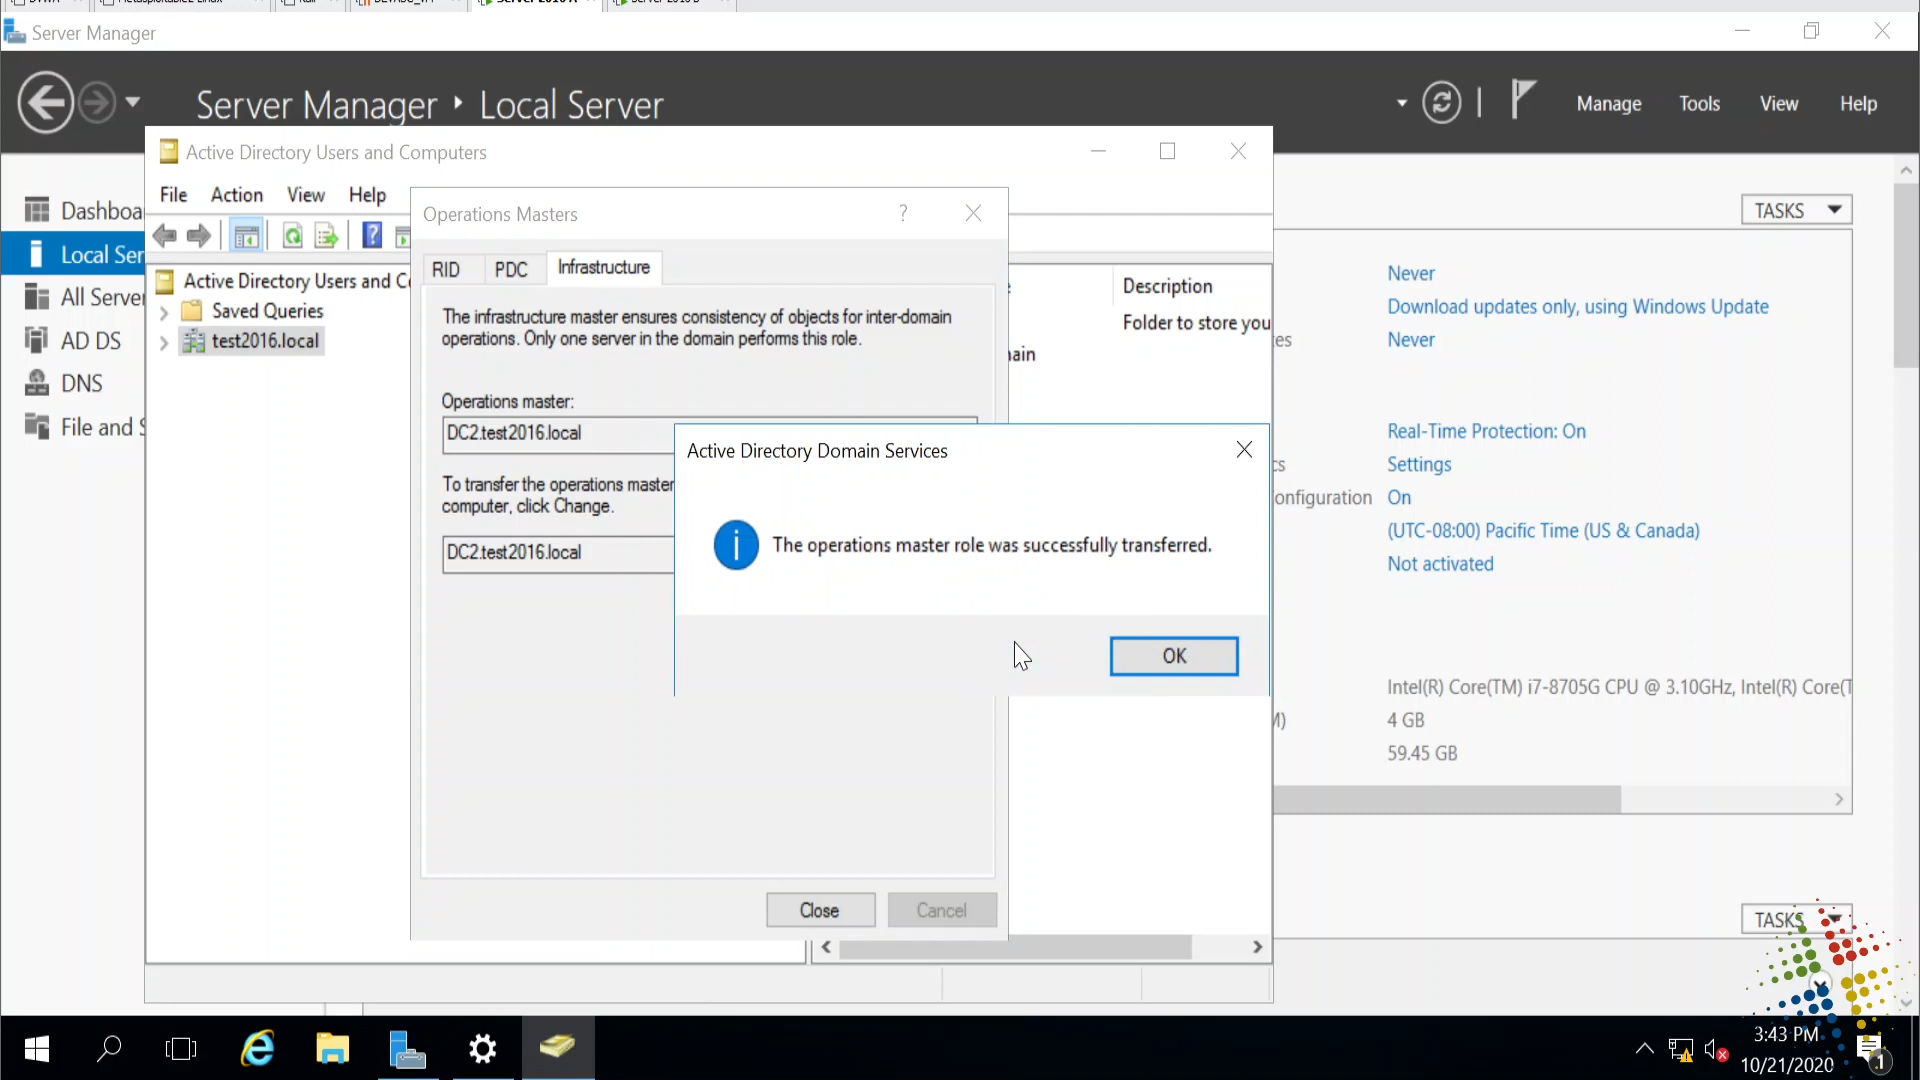 Server Manager
Server Manager
Local Server
Manage
Tools
View
Help
Active Directory Users and Computers
File
Action
View
Help
Operations Masters
?
Dashboa
Local Ser
All Server
AD DS
DNS
File and S
TASKS
Active Directory Users and Co
Saved Queries
test2016.local
RID
PDC
Infrastructure
The infrastructure master ensures consistency of objects for inter-domain
operations. Only one server in the domain performs this role.
Operations master:
DC2.test2016.local
To transfer the operations master
computer, click Change.
DC2.test2016.local
Close
Cancel
Description
Folder to store you
main
Active Directory Domain Services
The operations master role was successfully transferred.
OK
Never
Download updates only, using Windows Update
Never
Real-Time Protection: On
Settings
onfiguration
On
(UTC-08:00) Pacific Time (US & Canada)
Not activated
Intel(R) Core(TM) i7-8705G CPU @ 3.10GHz, Intel(R) Core(T
4 GB
59.45 GB
TASKS
3:43 PM
10/21/2020
1